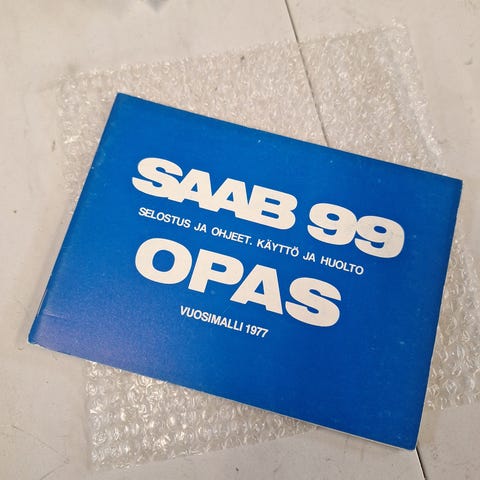 SAAB 99
SELOSTUS JA OHJEET. KÄYTTÖ JA HUOLTO
OPAS
VUOSIMALLI 1977